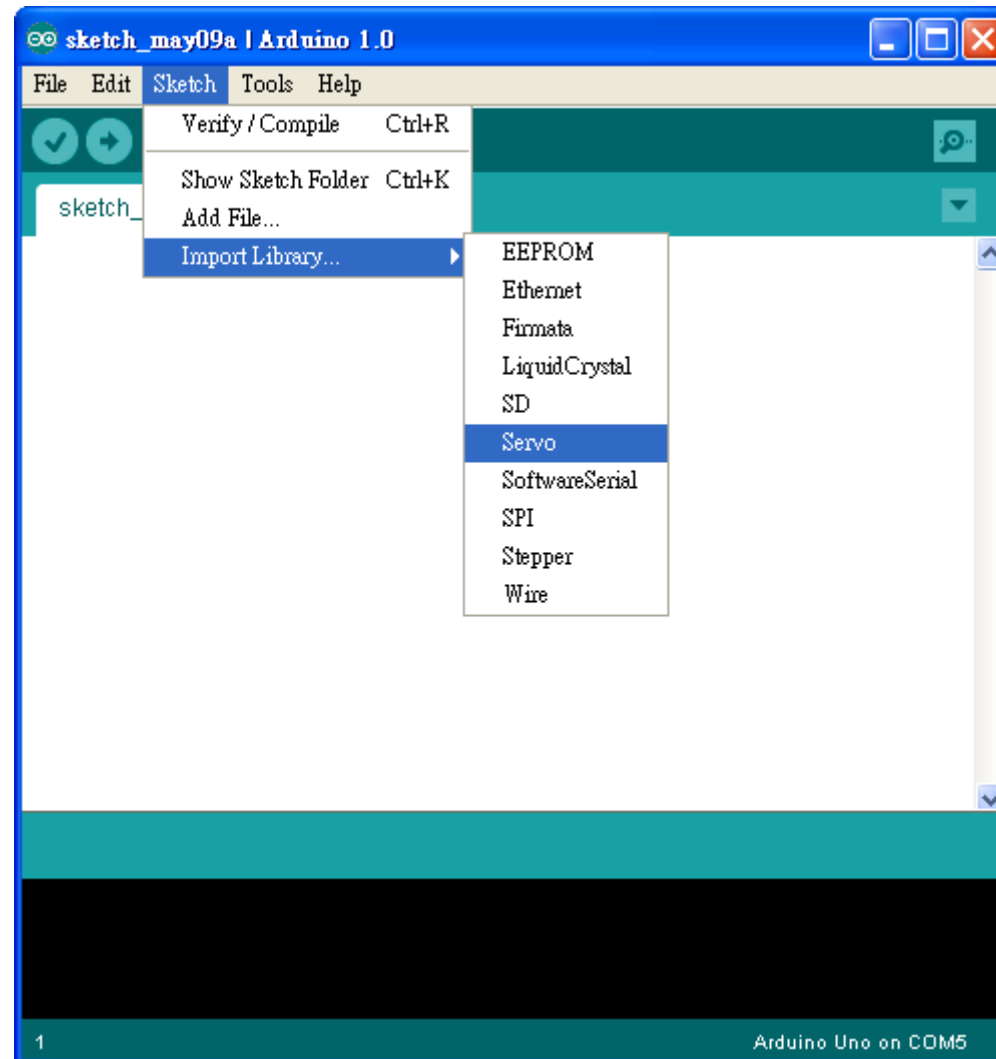 sketch_may09a | Arduino 1.0
File Edit Sketch Tools Help
Verify / Compile Ctrl+R
Show Sketch Folder Ctrl+K
sketch_
Add File...
Import Library...
EEPROM
Ethernet
Firmata
LiquidCrystal
SD
Servo
SoftwareSerial
SPI
Stepper
Wire
1 Arduino Uno on COM5